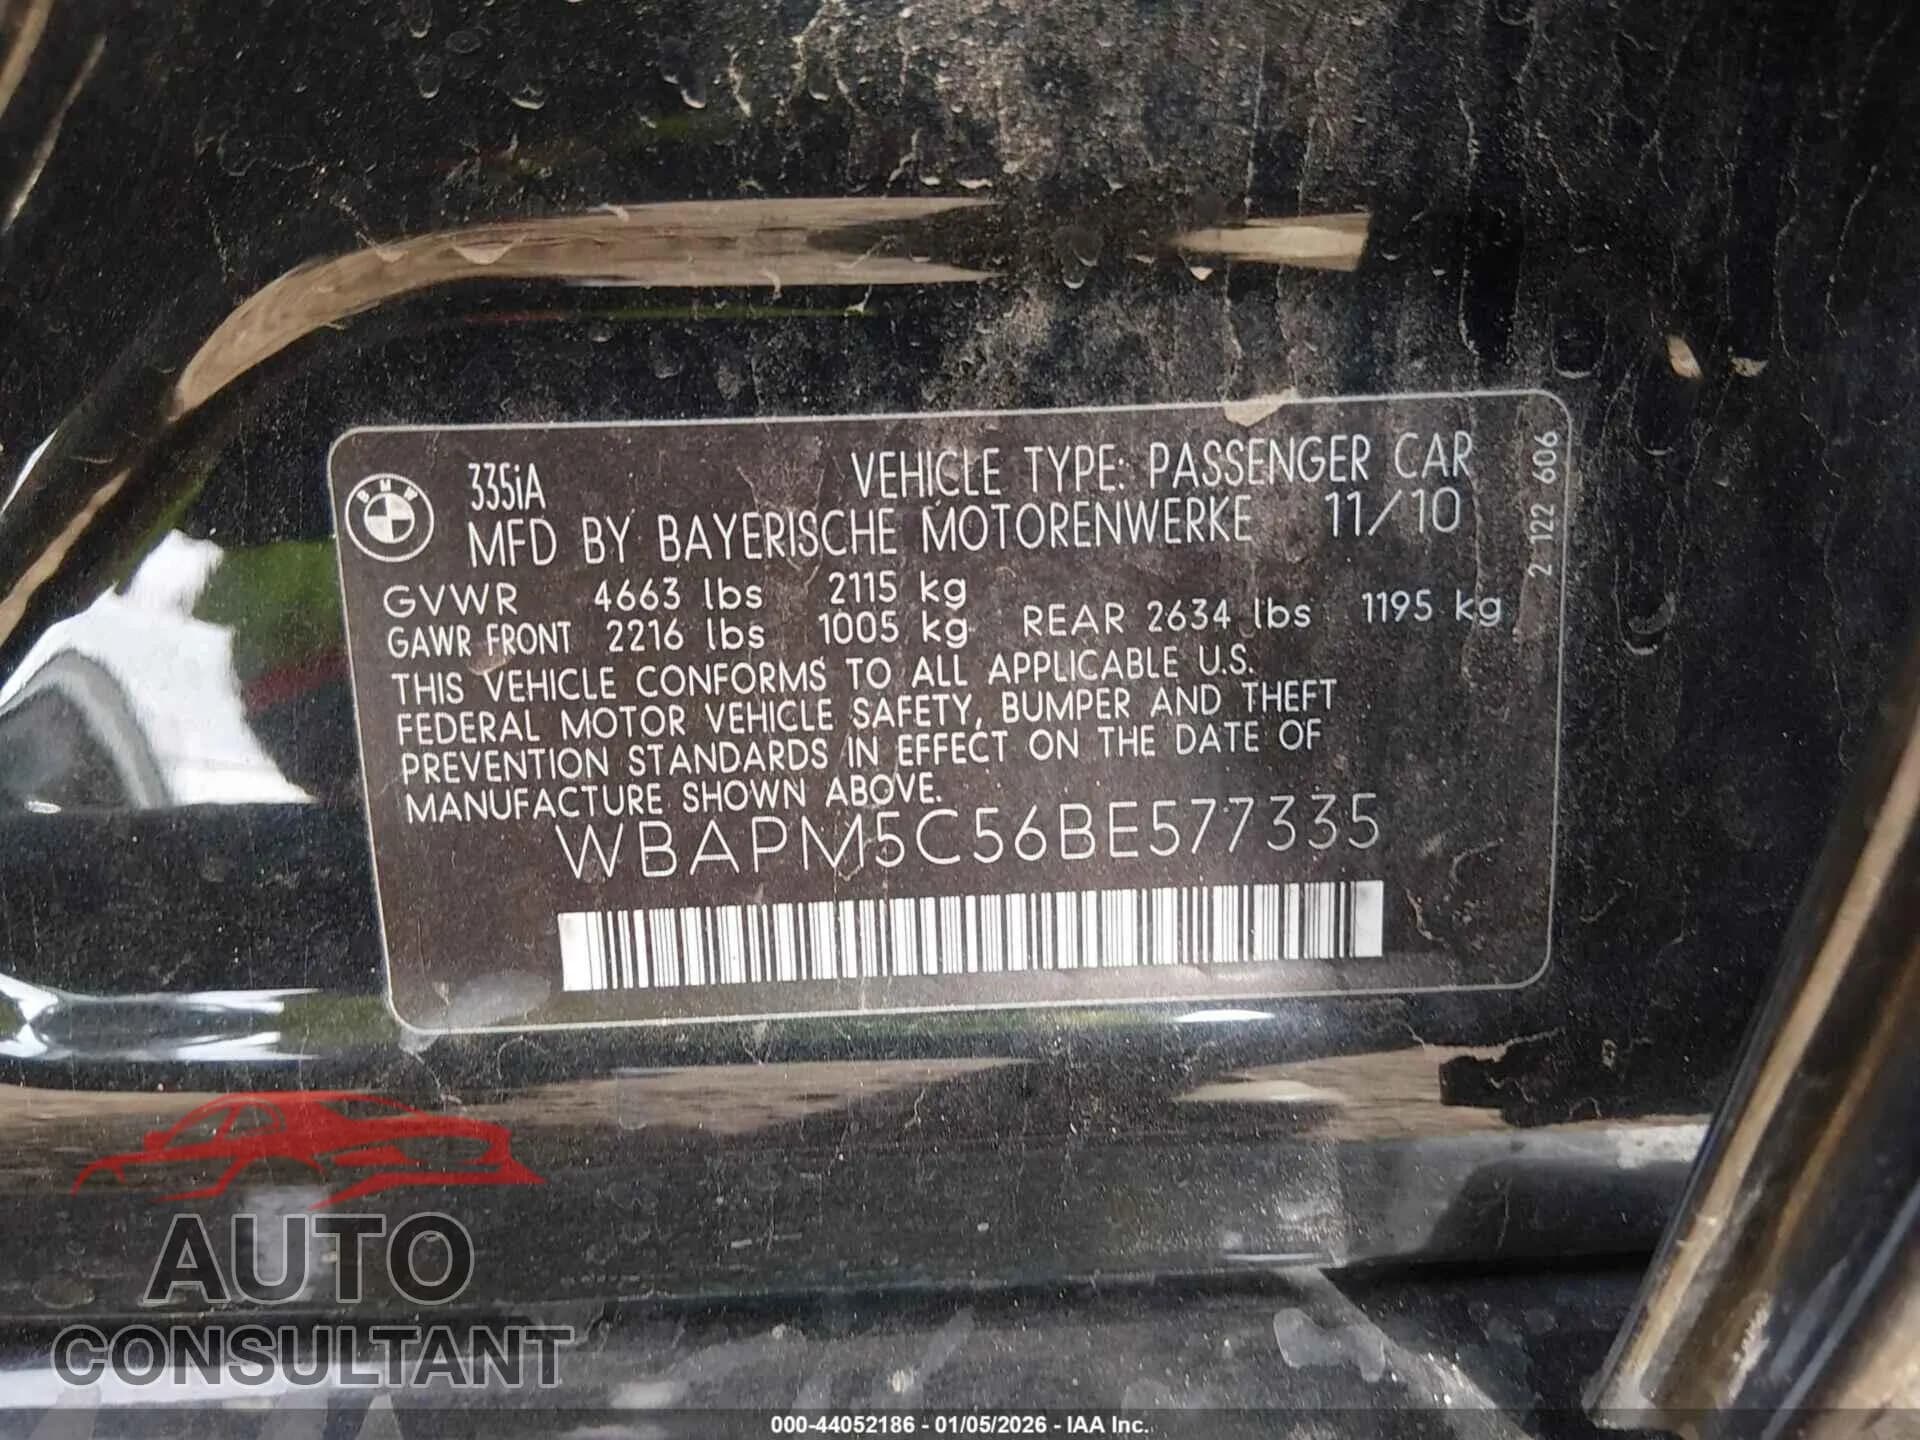 BMW
335iA VEHICLE TYPE: PASSENGER CAR
MFD BY BAYERISCHE MOTORENWERKE 11/10
GVWR 4663 lbs 2115 kg
GAWR FRONT 2216 lbs 1005 kg REAR 2634 lbs 1195 kg
THIS VEHICLE CONFORMS TO ALL APPLICABLE U.S.
FEDERAL MOTOR VEHICLE SAFETY, BUMPER AND THEFT
PREVENTION STANDARDS IN EFFECT ON THE DATE OF
MANUFACTURE SHOWN ABOVE.
WBAPM5C56BE577335
2 122 606
AUTO
CONSULTANT
000-44052186 - 01/05/2026 - IAA Inc.